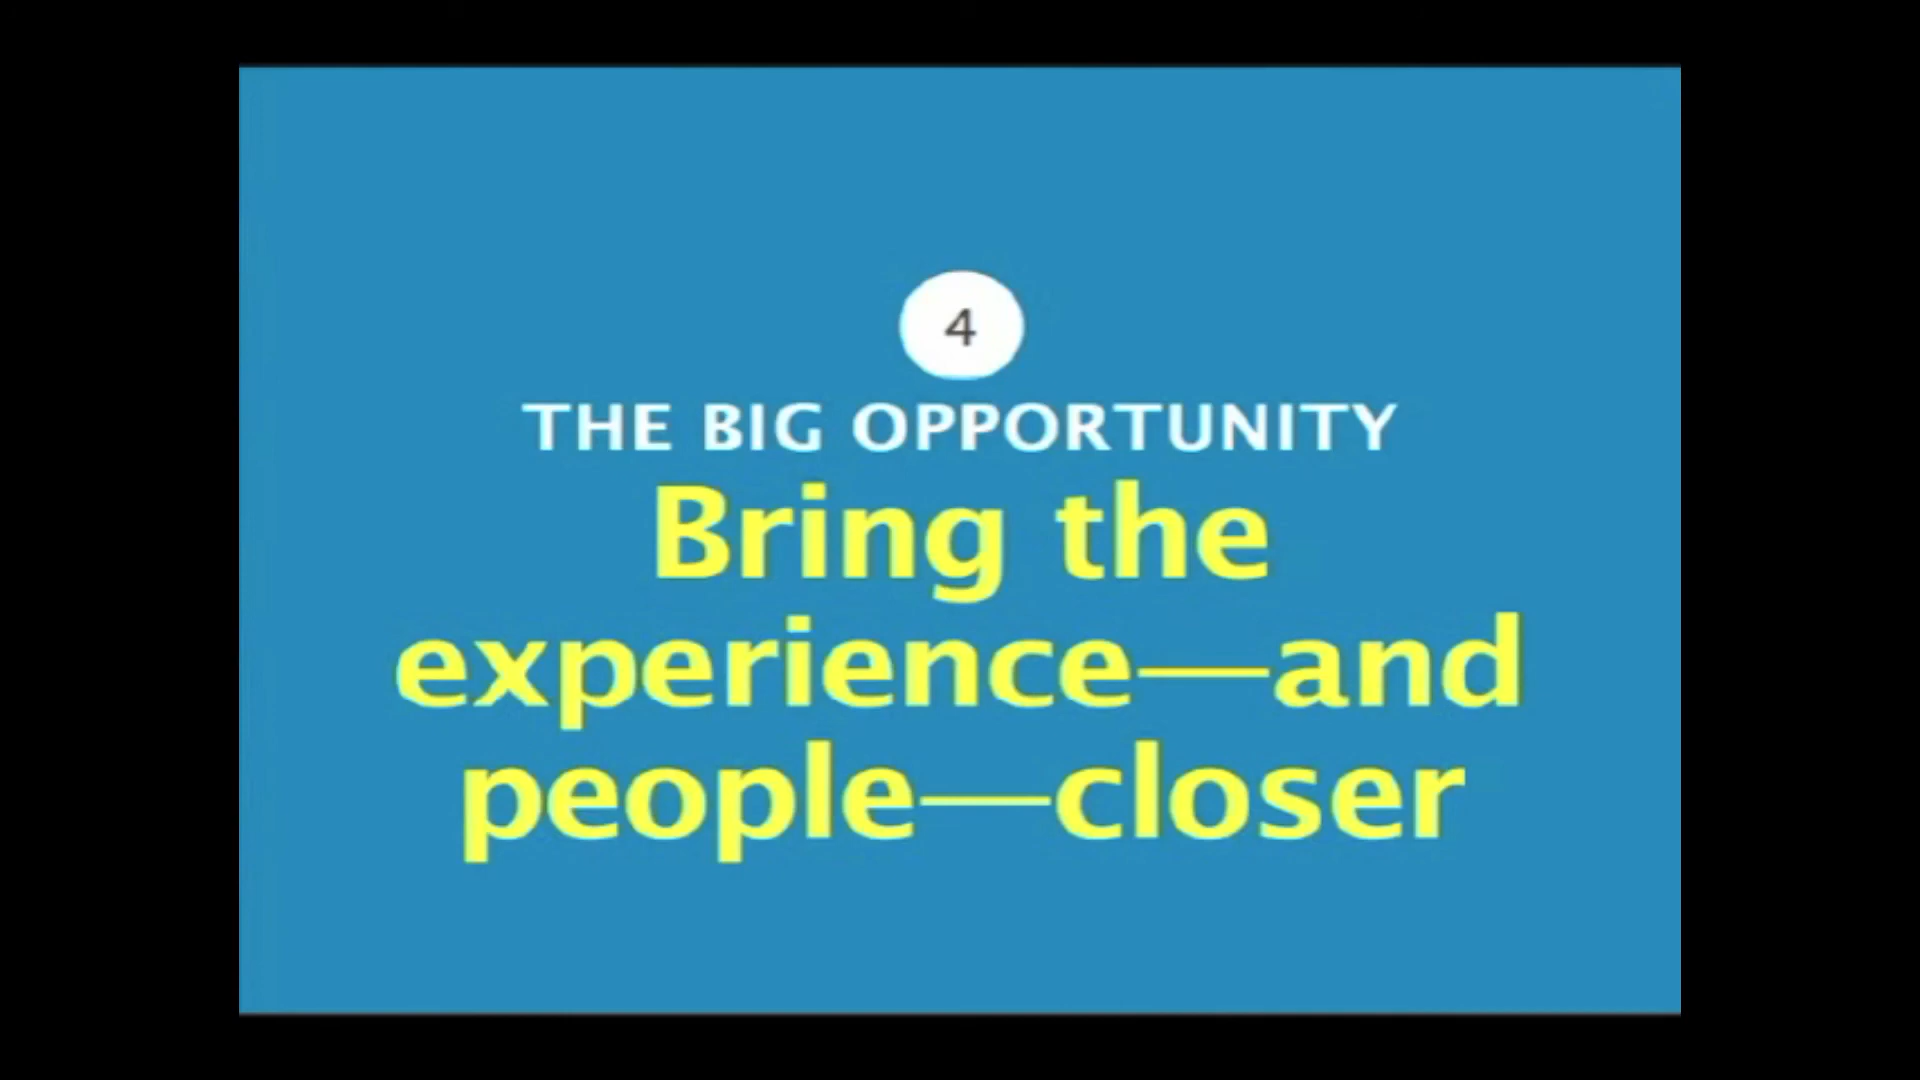 4
THE BIG OPPORTUNITY
Bring the
experience—and
people—closer